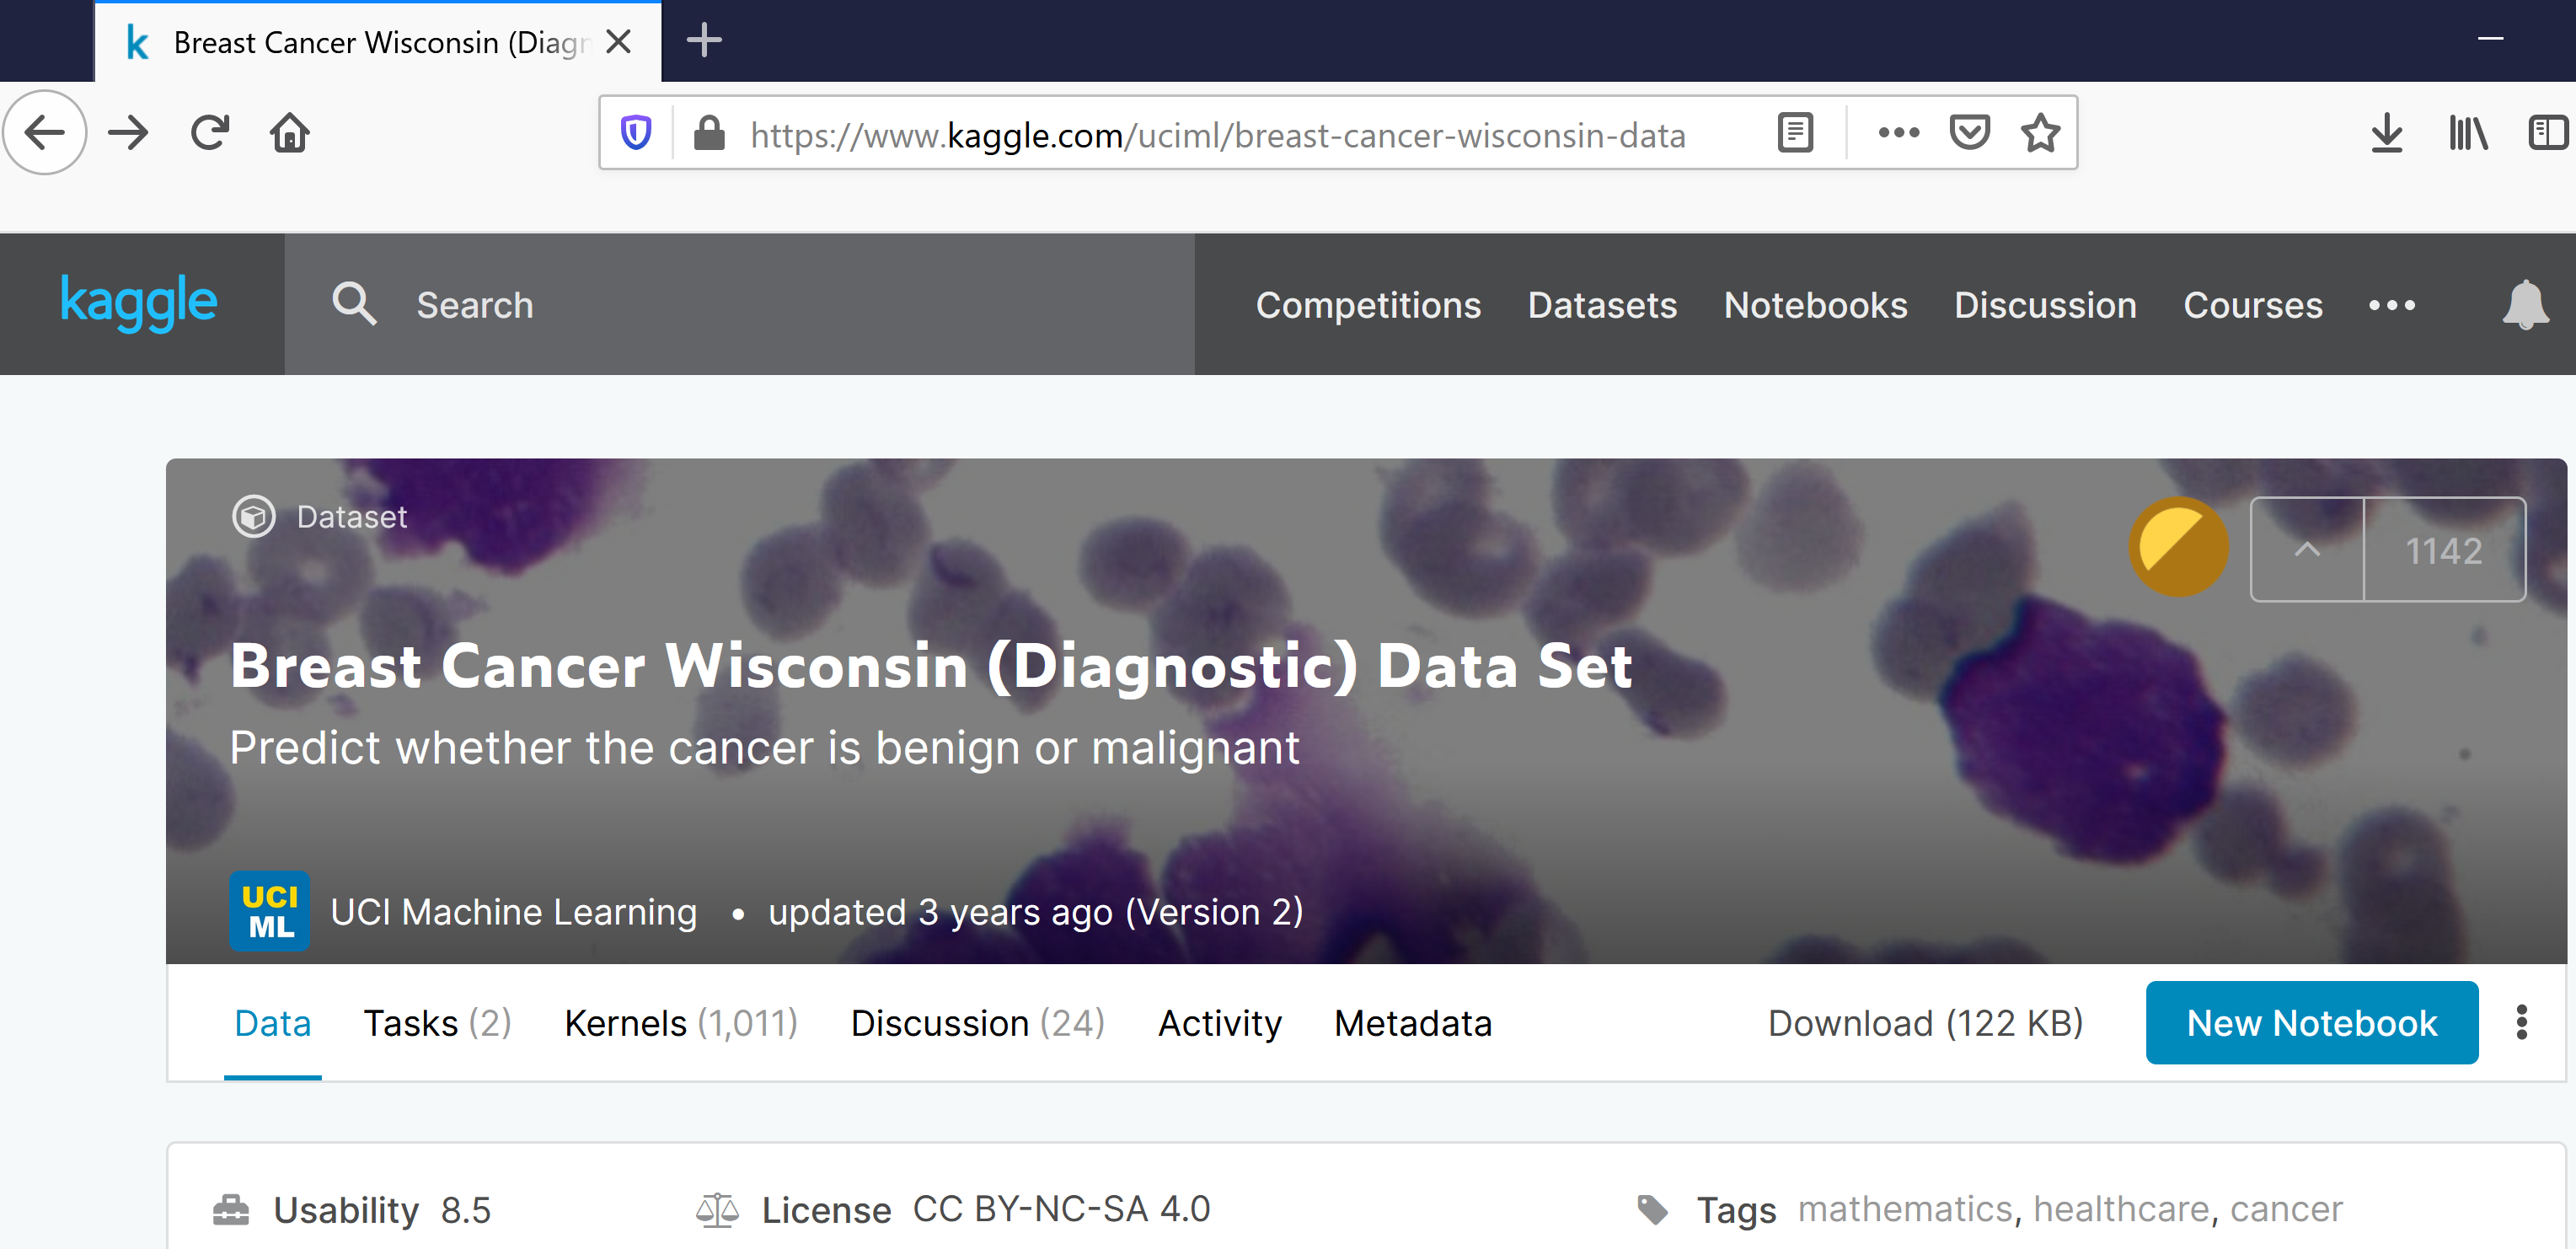 Breast Cancer Wisconsin (Diagn
https://www.kaggle.com/uciml/breast-cancer-wisconsin-data
kaggle
Search
Competitions Datasets Notebooks Discussion Courses
Dataset
1142
Breast Cancer Wisconsin (Diagnostic) Data Set
Predict whether the cancer is benign or malignant
UCI
ML
UCI Machine Learning • updated 3 years ago (Version 2)
Data Tasks (2) Kernels (1,011) Discussion (24) Activity Metadata Download (122 KB) New Notebook
Usability 8.5 License CC BY-NC-SA 4.0 Tags mathematics, healthcare, cancer